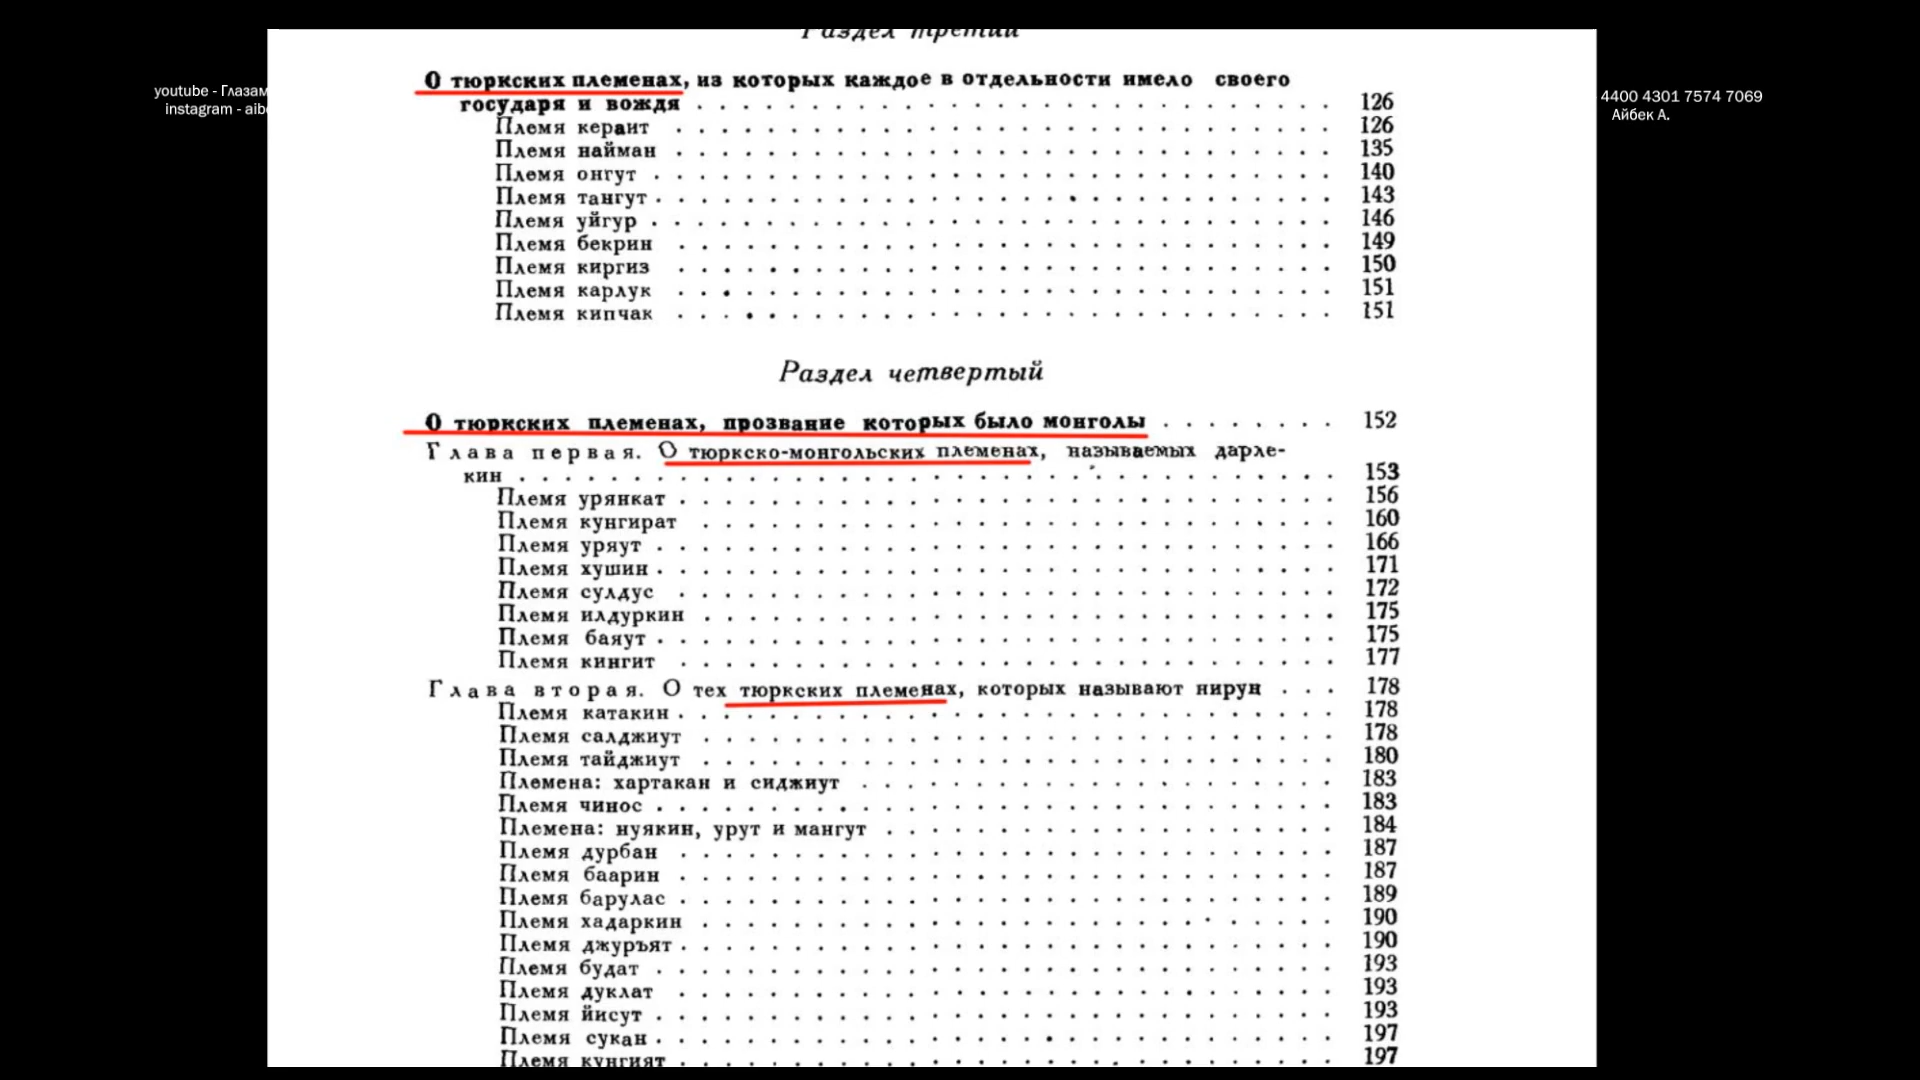 Раздел третий
О тюркских племенах, из которых каждое в отдельности имело своего
государя и вождя . . . . . . . . . . . . . . . . . . . . . . . . . . . . 126
Племя кераит . . . . . . . . . . . . . . . . . . . . . . . . . . . . . 126
Племя найман . . . . . . . . . . . . . . . . . . . . . . . . . . . . . 135
Племя онгут . . . . . . . . . . . . . . . . . . . . . . . . . . . . . . 140
Племя тангут . . . . . . . . . . . . . . . . . . . . . . . . . . . . . . 143
Племя уйгур . . . . . . . . . . . . . . . . . . . . . . . . . . . . . . 146
Племя бекрин . . . . . . . . . . . . . . . . . . . . . . . . . . . . . 149
Племя киргиз . . . . . . . . . . . . . . . . . . . . . . . . . . . . . 150
Племя карлук . . . . . . . . . . . . . . . . . . . . . . . . . . . . . 151
Племя кипчак . . . . . . . . . . . . . . . . . . . . . . . . . . . . . 151
Раздел четвертый
О тюркских племенах, прозвание которых было монголы . . . . . . . . 152
Глава первая. О тюркско-монгольских племенах, называемых дарле-
кин . . . . . . . . . . . . . . . . . . . . . . . . . . . . . . . . . . . . 153
Племя урянкат . . . . . . . . . . . . . . . . . . . . . . . . . . . . . 156
Племя кунгират . . . . . . . . . . . . . . . . . . . . . . . . . . . . 160
Племя уряут . . . . . . . . . . . . . . . . . . . . . . . . . . . . . . 166
Племя хушин . . . . . . . . . . . . . . . . . . . . . . . . . . . . . . 171
Племя сулдус . . . . . . . . . . . . . . . . . . . . . . . . . . . . . 172
Племя илдуркин . . . . . . . . . . . . . . . . . . . . . . . . . . . . 175
Племя баяут . . . . . . . . . . . . . . . . . . . . . . . . . . . . . . 175
Племя кингит . . . . . . . . . . . . . . . . . . . . . . . . . . . . . 177
Глава вторая. О тех тюркских племенах, которых называют нирун . . . 178
Племя катакин . . . . . . . . . . . . . . . . . . . . . . . . . . . . . 178
Племя салджиут . . . . . . . . . . . . . . . . . . . . . . . . . . . . 178
Племя тайджиут . . . . . . . . . . . . . . . . . . . . . . . . . . . . 180
Племена: хартакан и сиджиут . . . . . . . . . . . . . . . . . . . . . 183
Племя чинос . . . . . . . . . . . . . . . . . . . . . . . . . . . . . . 183
Племена: нуякин, урут и мангут . . . . . . . . . . . . . . . . . . . . 184
Племя дурбан . . . . . . . . . . . . . . . . . . . . . . . . . . . . . 187
Племя баарин . . . . . . . . . . . . . . . . . . . . . . . . . . . . . 187
Племя барулас . . . . . . . . . . . . . . . . . . . . . . . . . . . . . 189
Племя хадаркин . . . . . . . . . . . . . . . . . . . . . . . . . . . . 190
Племя джуръят . . . . . . . . . . . . . . . . . . . . . . . . . . . . . 190
Племя будат . . . . . . . . . . . . . . . . . . . . . . . . . . . . . . 193
Племя дуклат . . . . . . . . . . . . . . . . . . . . . . . . . . . . . 193
Племя йисут . . . . . . . . . . . . . . . . . . . . . . . . . . . . . . 193
Племя сукан . . . . . . . . . . . . . . . . . . . . . . . . . . . . . . 197
Племя кунгият . . . . . . . . . . . . . . . . . . . . . . . . . . . . . 197
youtube - Глазам
instagram - aibe
4400 4301 7574 7069
Айбек А.